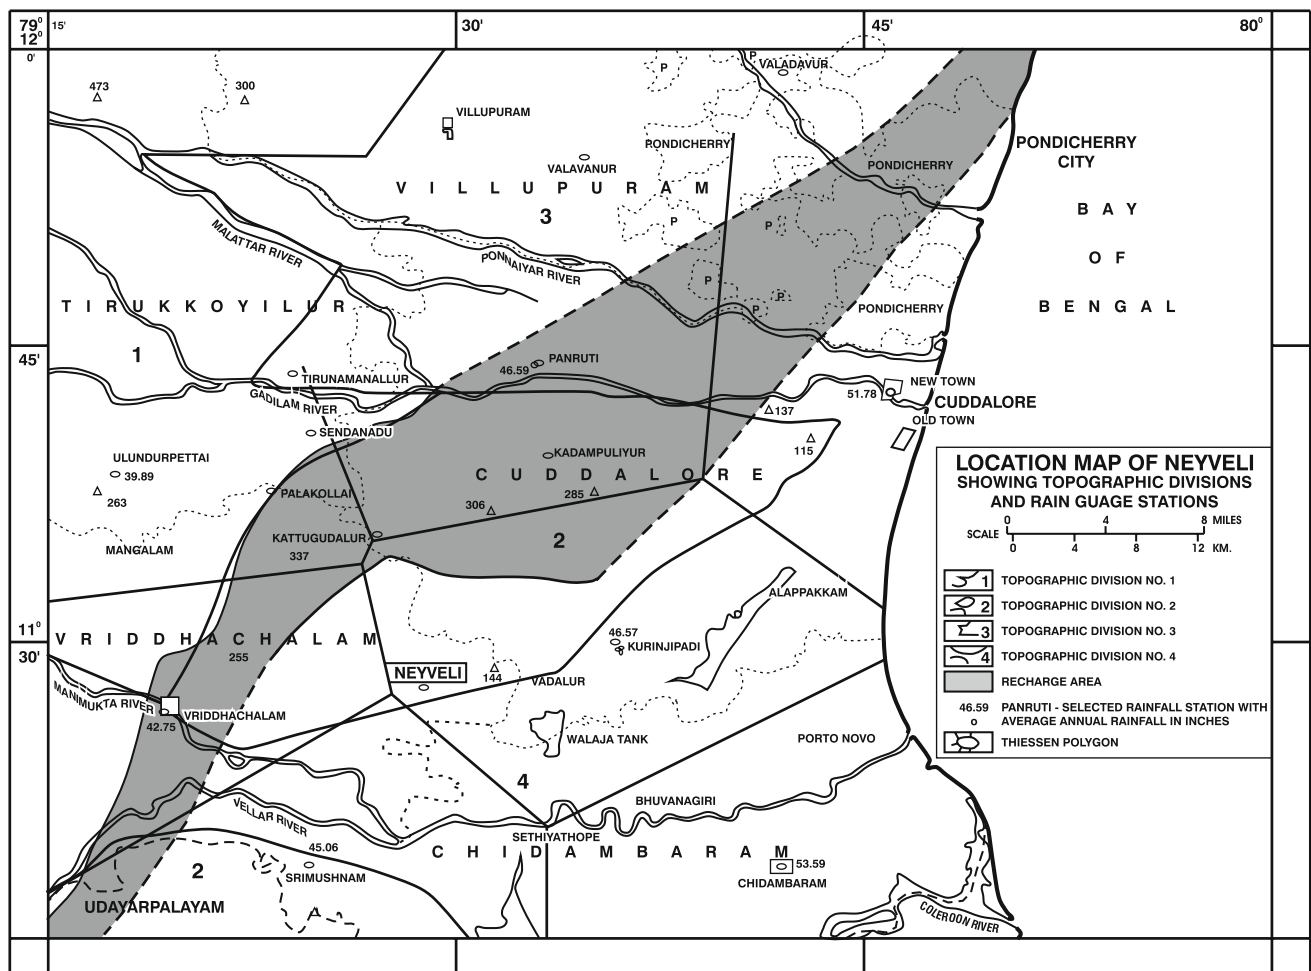 79° 15' 30' 45' 80°
12°
0'
473
300
VILLUPURAM
VALADAVUR
P
P
PONDICHERRY
VALAVANUR
PONDICHERRY
PONDICHERRY
CITY
V I L L U P U R A M
3
P
P
B A Y
O F
B E N G A L
MALATTAR RIVER
PONNAIYAR RIVER
P
P
P
PONDICHERRY
T I R U K K O Y I L U R
1
45'
PANRUTI
46.59
TIRUNAMANALLUR
GADILAM RIVER
NEW TOWN
51.78
CUDDALORE
OLD TOWN
137
115
SENDANADU
ULUNDURPETTAI
39.89
263
KADAMPULIYUR
C U D D A L O R E
285
306
PALAKOLLAI
KATTUGUDALUR
337
MANGALAM
2
LOCATION MAP OF NEYVELI
SHOWING TOPOGRAPHIC DIVISIONS
AND RAIN GUAGE STATIONS
0 4 8 MILES
SCALE
0 4 8 12 KM.
1 TOPOGRAPHIC DIVISION NO. 1
2 TOPOGRAPHIC DIVISION NO. 2
3 TOPOGRAPHIC DIVISION NO. 3
4 TOPOGRAPHIC DIVISION NO. 4
RECHARGE AREA
46.59 PANRUTI - SELECTED RAINFALL STATION WITH
o AVERAGE ANNUAL RAINFALL IN INCHES
THIESSEN POLYGON
ALAPPAKKAM
11°
30'
V R I D D H A C H A L A M
255
46.57
KURINJIPADI
NEYVELI
144
VADALUR
MANIMUKTA RIVER
VRIDDHACHALAM
42.75
WALAJA TANK
PORTO NOVO
4
VELLAR RIVER
BHUVANAGIRI
SETHIYATHOPE
C H I D A M B A R A M
45.06
SRIMUSHNAM
53.59
CHIDAMBARAM
2
UDAYARPALAYAM
COLEROON RIVER